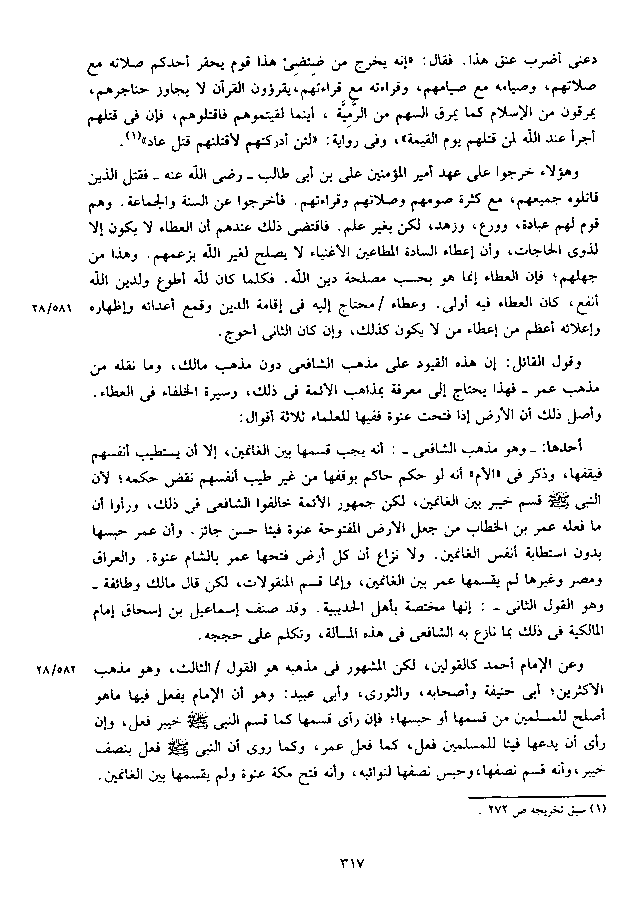 دعنى أضرب عنق هذا. فقال: «إنه يخرج من ضِئضِئ هذا قوم يحقر أحدكم صلاته مع
صلاتهم، وصيامه مع صيامهم، وقراءته مع قراءتهم،يقرؤون القرآن لا يجاوز حناجرهم،
يمرقون من الإسلام كما يمرق السهم من الرَّمِيَّة ، أينما لقيتموهم فاقتلوهم، فإن فى قتلهم
أجراً عند الله لمن قتلهم يوم القيمة»، وفى رواية: «لئن أدركتهم لأقتلنهم قتل عاد»(١).
وهؤلاء خرجوا على عهد أمير المؤمنين على بن أبى طالب ــ رضى الله عنه ــ فقتل الذين
قاتلوه جميعهم، مع كثرة صومهم وصلاتهم وقراءتهم. فأخرجوا عن السنة والجماعة. وهم
قوم لهم عبادة، وورع، وزهد، لكن بغير علم. فاقتضى ذلك عندهم أن العطاء لا يكون إلا
لذوى الحاجات، وأن إعطاء السادة المطاعين الأغنياء لا يصلح لغير الله بزعمهم. وهذا من
جهلهم؛ فإن العطاء إنما هو بحسب مصلحة دين الله. فكلما كان لله أطوع ولدين الله
أنفع، كان العطاء فيه أولى. وعطاء /محتاج إليه فى إقامة الدين وقمع أعدائه وإظهاره ٢٨/٥٨١
وإعلائه أعظم من إعطاء من لا يكون كذلك، وإن كان الثانى أحوج.
وقول القائل: إن هذه القيود على مذهب الشافعى دون مذهب مالك، وما نقله من
مذهب عمر ــ فهذا يحتاج إلى معرفة بمذاهب الأئمة فى ذلك، وسيرة الخلفاء فى العطاء.
وأصل ذلك أن الأرض إذا فتحت عنوة ففيها للعلماء ثلاثة أقوال:
أحدها: ــ وهو مذهب الشافعى ــ : أنه يجب قسمها بين الغانمين، إلا أن يستطيب أنفسهم
فيقفها، وذكر فى «الأم» أنه لو حكم حاكم بوقفها من غير طيب أنفسهم نقض حكمه؛ لأن
النبى ﷺ قسم خيبر بين الغانمين، لكن جمهور الأئمة خالفوا الشافعى فى ذلك، ورأوا أن
ما فعله عمر بن الخطاب من جعل الأرض المفتوحة عنوة فيئا حسن جائز. وأن عمر حبسها
بدون استطابة أنفس الغانمين. ولا نزاع أن كل أرض فتحها عمر بالشام عنوة. والعراق
ومصر وغيرها لم يقسمها عمر بين الغانمين، وإنما قسم المنقولات، لكن قال مالك وطائفة ــ
وهو القول الثانى ــ : إنها مختصة بأهل الحديبية. وقد صنف إسماعيل بن إسحاق إمام
المالكية فى ذلك بما نازع به الشافعى فى هذه المسألة، وتكلم على حججه.
وعن الإمام أحمد كالقولين، لكن المشهور فى مذهبه هو القول /الثالث، وهو مذهب ٢٨/٥٨٢
الأكثرين؛ أبى حنيفة وأصحابه، والثورى، وأبى عبيد: وهو أن الإمام يفعل فيها ماهو
أصلح للمسلمين من قسمها أو حبسها؛ فإن رأى قسمها كما قسم النبى ﷺ خيبر فعل، وإن
رأى أن يدعها فيئا للمسلمين فعل، كما فعل عمر، وكما روى أن النبى ﷺ فعل بنصف
خيبر،وأنه قسم نصفها،وحبس نصفها لنوائبه، وأنه فتح مكة عنوة ولم يقسمها بين الغانمين.
(١) سبق تخريجه ص ٢٧٢ .
٣١٧